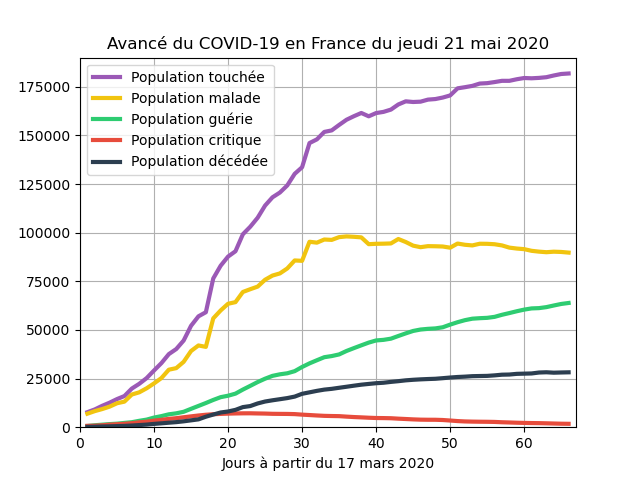 Avancé du COVID-19 en France du jeudi 21 mai 2020
Population touchée
Population malade
Population guérie
Population critique
Population décédée
175000
150000
125000
100000
75000
50000
25000
0
0 10 20 30 40 50 60
Jours à partir du 17 mars 2020